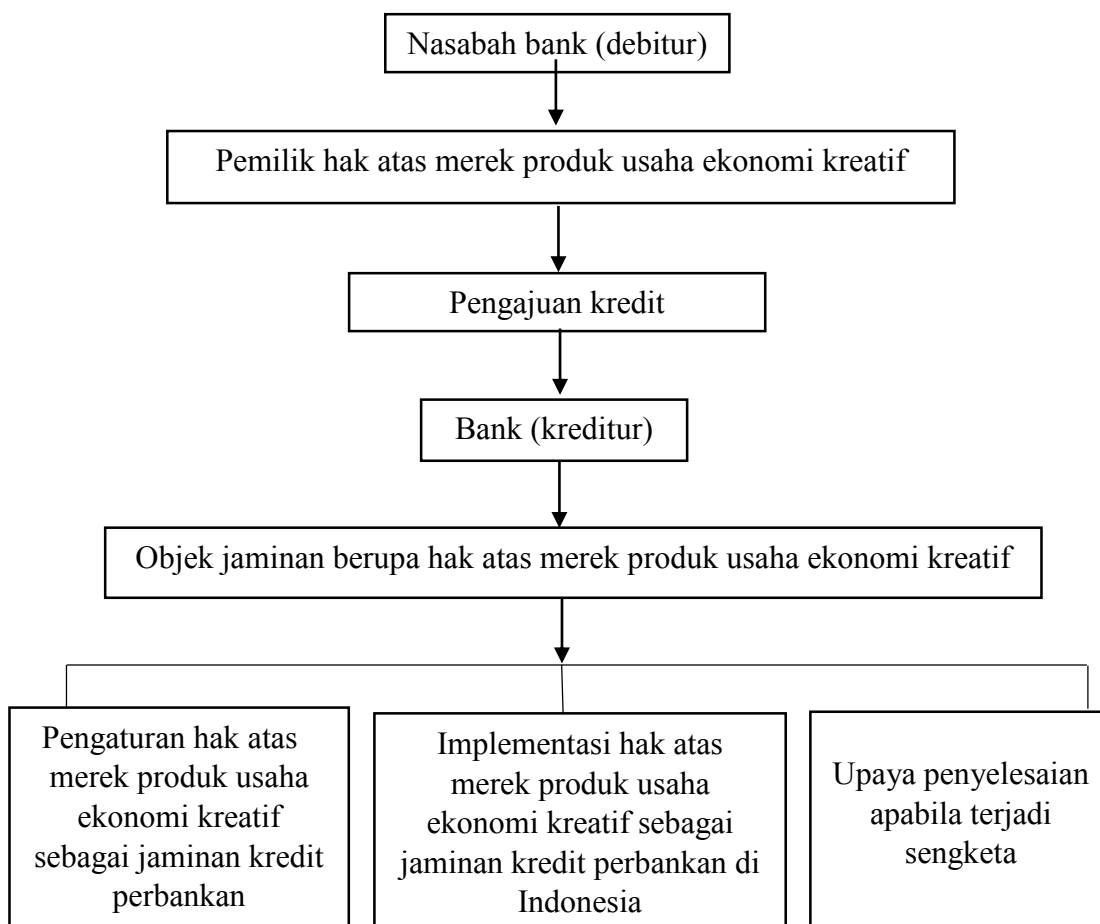 Nasabah bank (debitur)
Pemilik hak atas merek produk usaha ekonomi kreatif
Pengajuan kredit
Bank (kreditur)
Objek jaminan berupa hak atas merek produk usaha ekonomi kreatif
Pengaturan hak atas
merek produk usaha
ekonomi kreatif
sebagai jaminan kredit
perbankan
Implementasi hak atas
merek produk usaha
ekonomi kreatif sebagai
jaminan kredit perbankan di
Indonesia
Upaya penyelesaian
apabila terjadi
sengketa